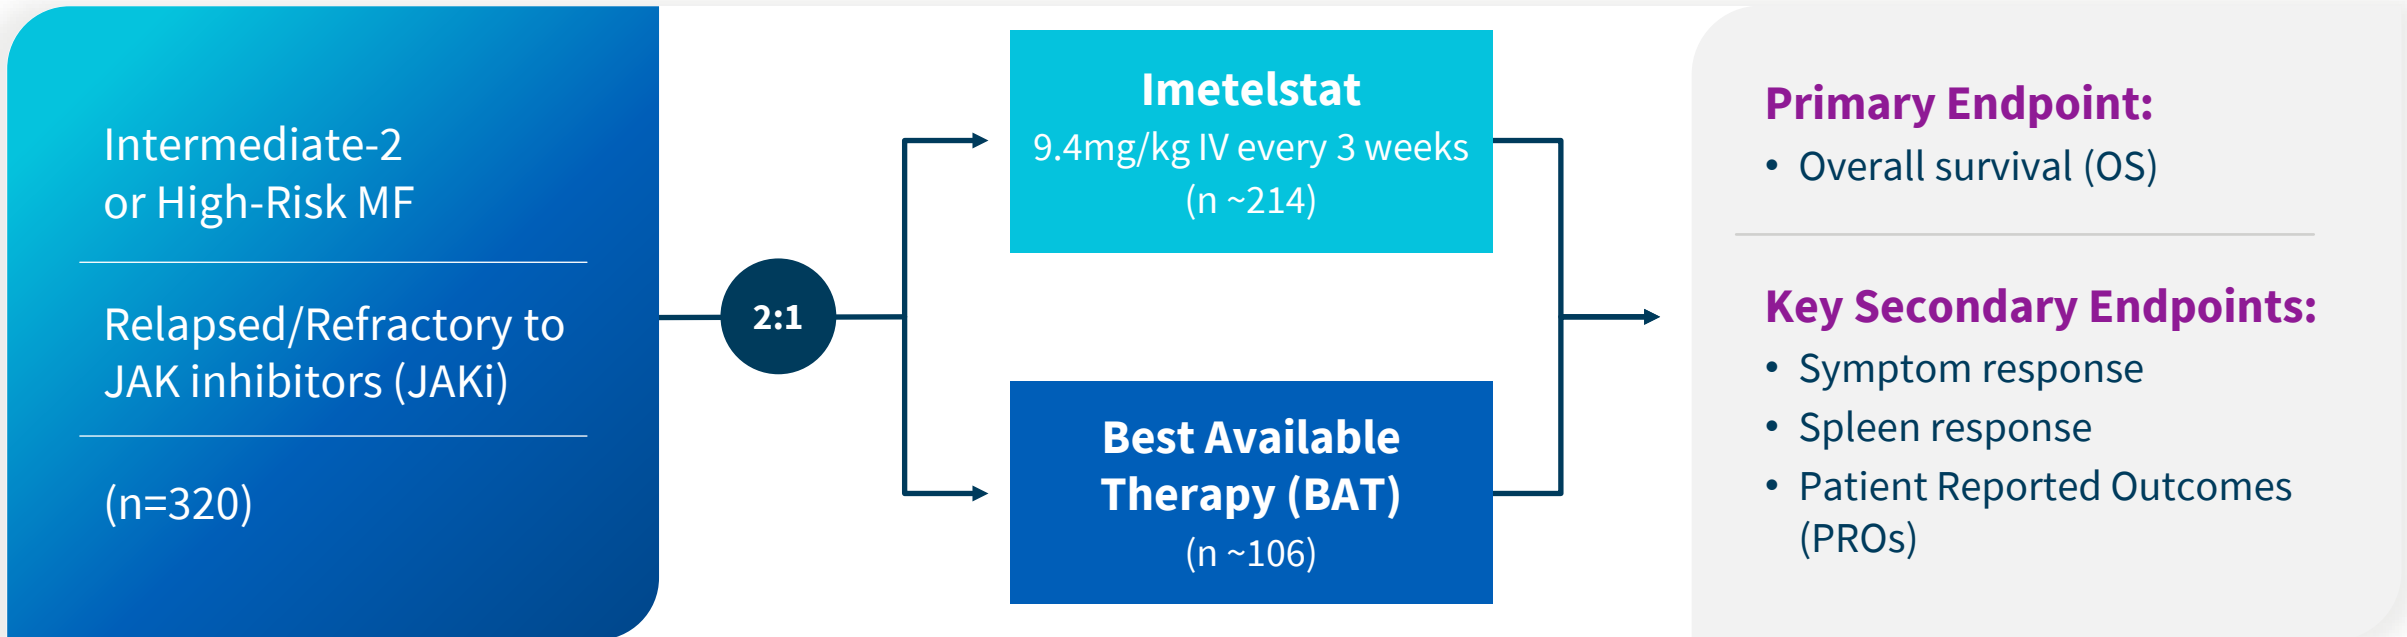 Intermediate-2
or High-Risk MF
Relapsed/Refractory to
JAK inhibitors (JAKi)
(n=320)
2:1
Imetelstat
9.4mg/kg IV every 3 weeks
(n ~214)
Best Available
Therapy (BAT)
(n ~106)
Primary Endpoint:
• Overall survival (OS)
Key Secondary Endpoints:
• Symptom response
• Spleen response
• Patient Reported Outcomes
(PROs)